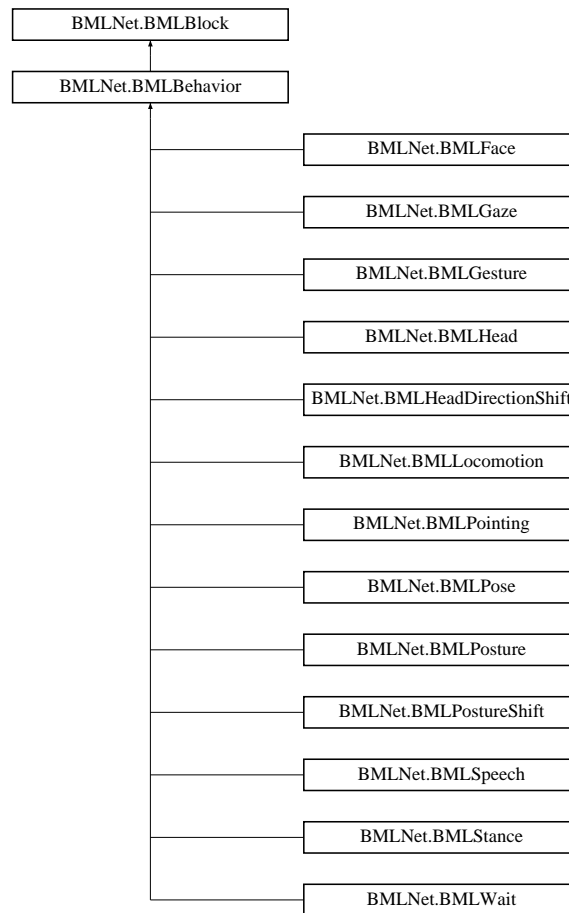 BMLNet.BMLBlock
BMLNet.BMLBehavior
BMLNet.BMLFace
BMLNet.BMLGaze
BMLNet.BMLGesture
BMLNet.BMLHead
BMLNet.BMLHeadDirectionShift
BMLNet.BMLLocomotion
BMLNet.BMLPointing
BMLNet.BMLPose
BMLNet.BMLPosture
BMLNet.BMLPostureShift
BMLNet.BMLSpeech
BMLNet.BMLStance
BMLNet.BMLWait